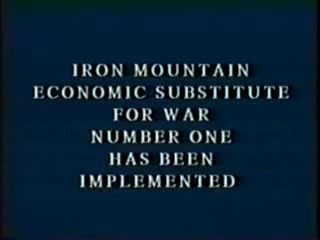 IRON MOUNTAIN
ECONOMIC SUBSTITUTE
FOR WAR
NUMBER ONE
HAS BEEN
IMPLEMENTED